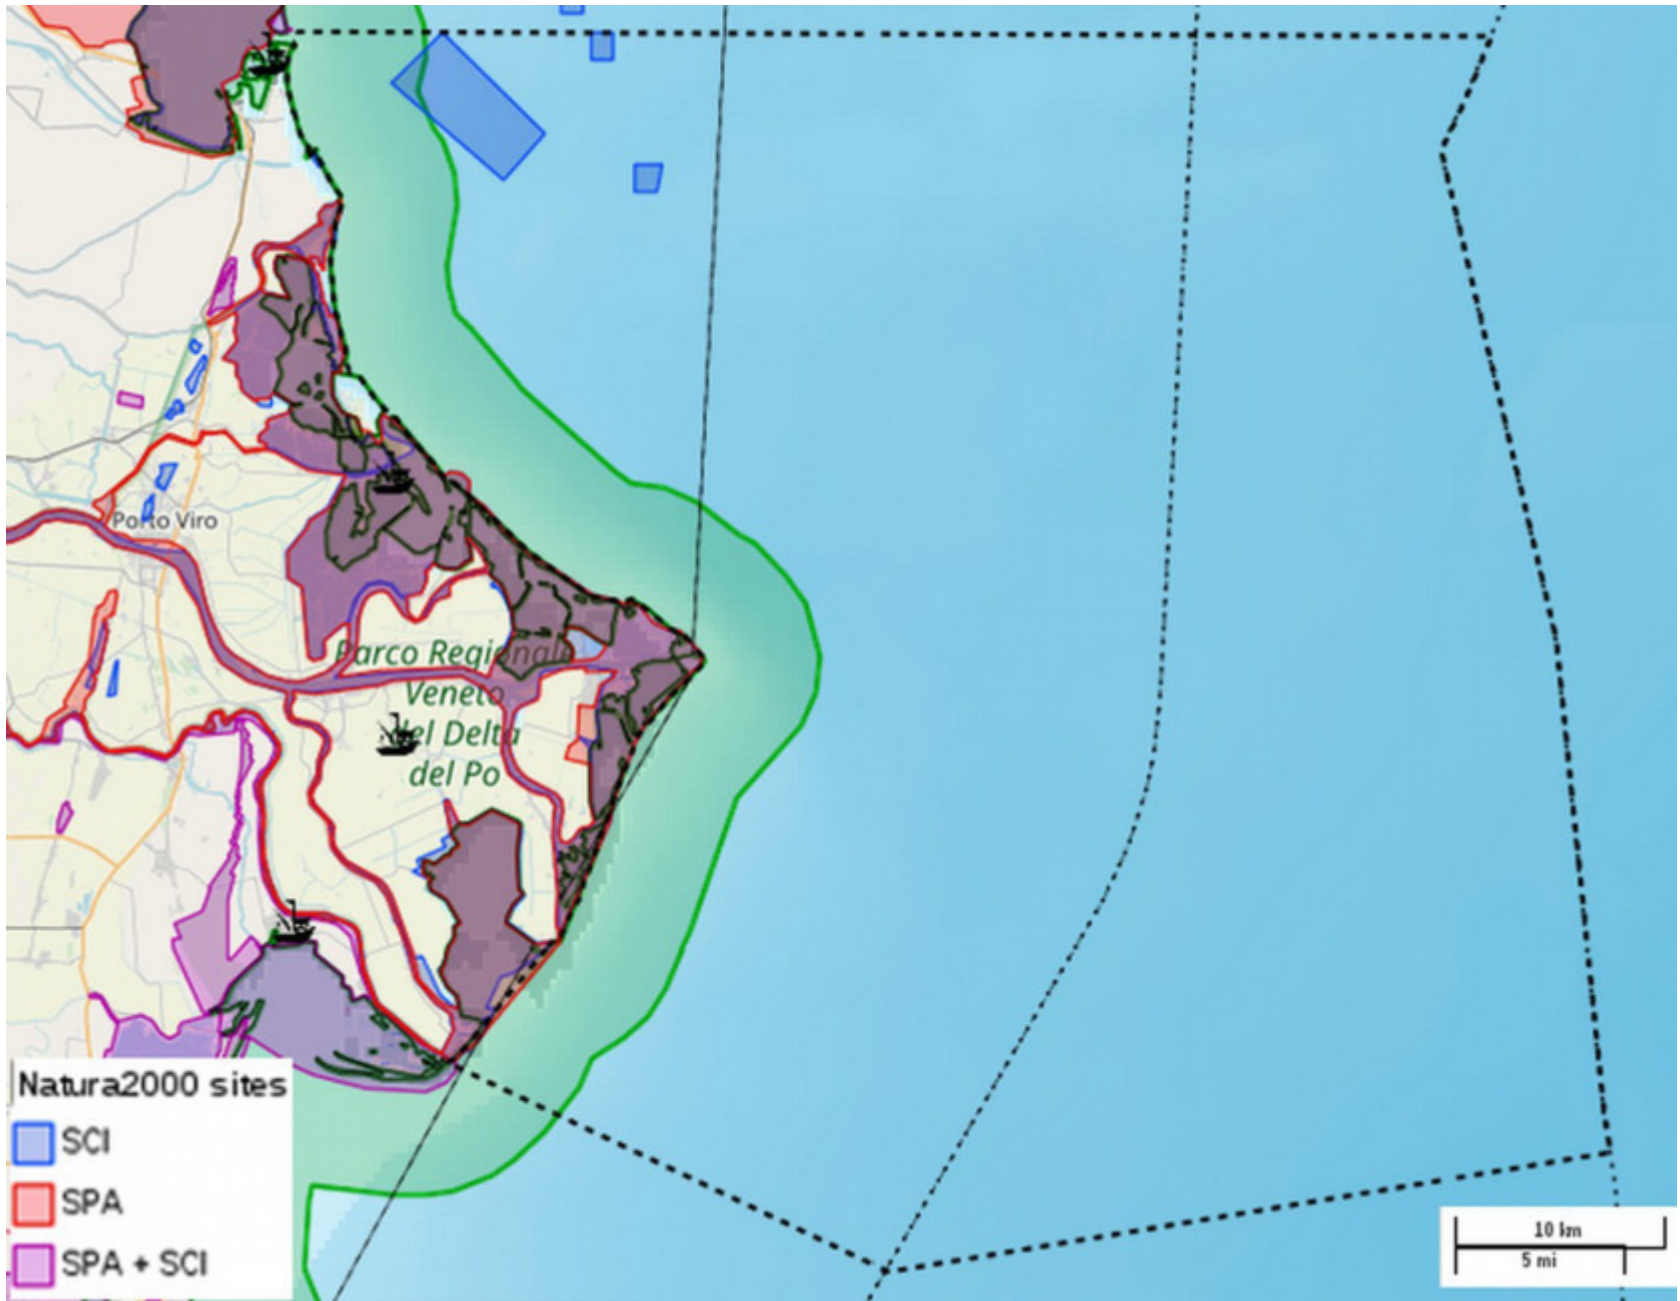 Porto Viro
Parco Regionale
Veneto
del Delta
del Po
Natura2000 sites
SCI
SPA
SPA + SCI
10 km
5 mi